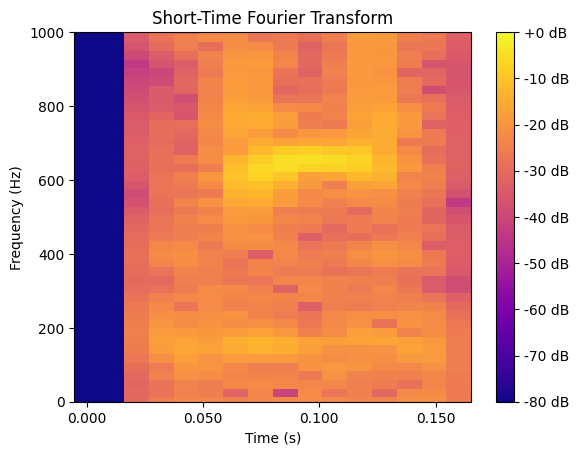 Short-Time Fourier Transform
1000
800
600
400
200
0
Frequency (Hz)
0.000
0.050
0.100
0.150
Time (s)
+0 dB
-10 dB
-20 dB
-30 dB
-40 dB
-50 dB
-60 dB
-70 dB
-80 dB